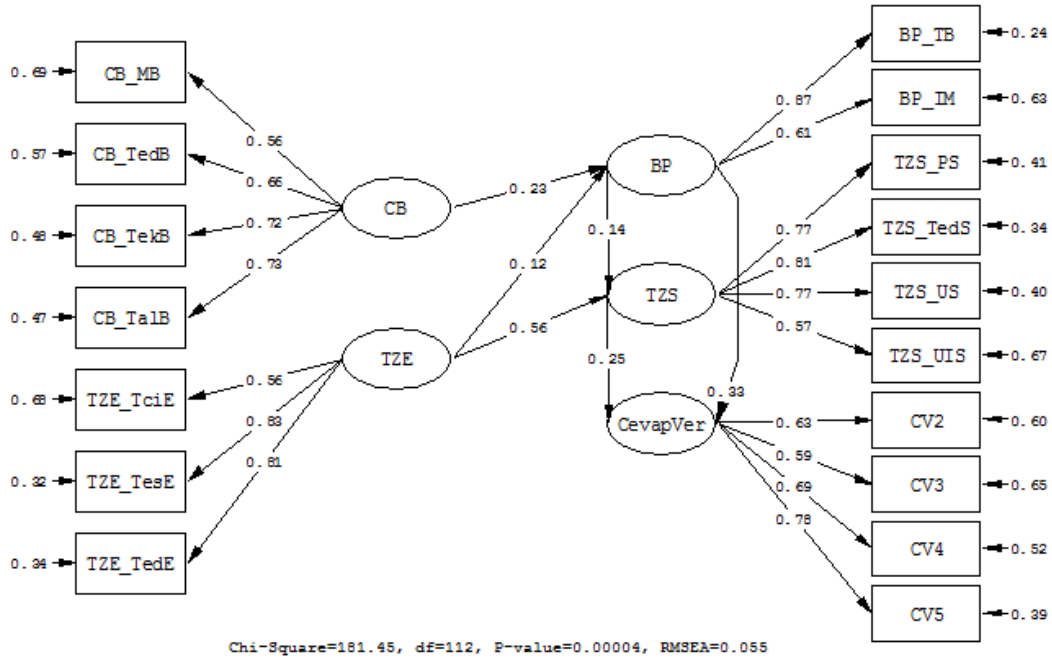 0.69
CB_MB
0.57
CB_TedB
0.48
CB_TekB
0.47
CB_TalB
0.68
TZE_TciE
0.32
TZE_TesE
0.34
TZE_TedE
0.56
0.66
0.72
0.73
0.56
0.83
0.81
CB
TZE
0.23
0.12
0.56
BP
0.14
TZS
0.25
CevapVer
0.33
0.87
0.61
0.77
0.81
0.77
0.57
0.63
0.59
0.69
0.78
BP_TB
0.24
BP_IM
0.63
TZS_PS
0.41
TZS_TedS
0.34
TZS_US
0.40
TZS_UIS
0.67
CV2
0.60
CV3
0.65
CV4
0.52
CV5
0.39
Chi-Square=181.45, df=112, P-value=0.00004, RMSEA=0.055